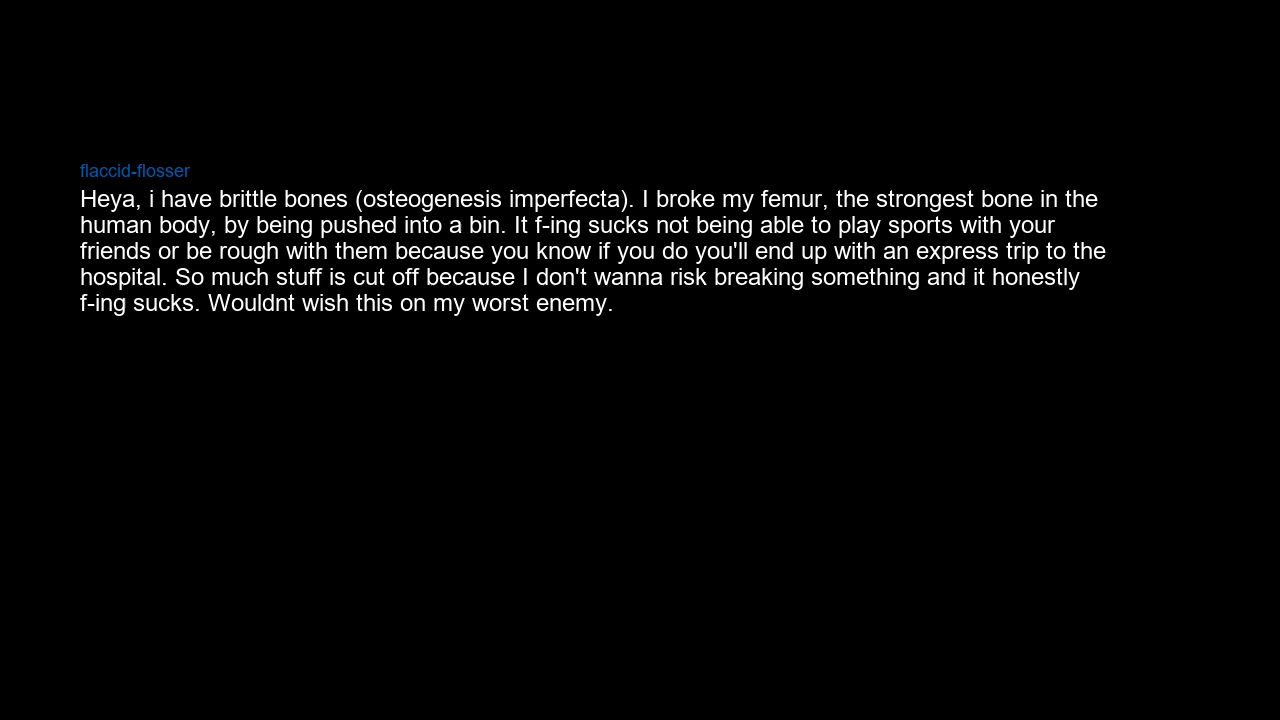 flaccid-flosser
Heya, i have brittle bones (osteogenesis imperfecta). I broke my femur, the strongest bone in the
human body, by being pushed into a bin. It f-ing sucks not being able to play sports with your
friends or be rough with them because you know if you do you'll end up with an express trip to the
hospital. So much stuff is cut off because I don't wanna risk breaking something and it honestly
f-ing sucks. Wouldnt wish this on my worst enemy.